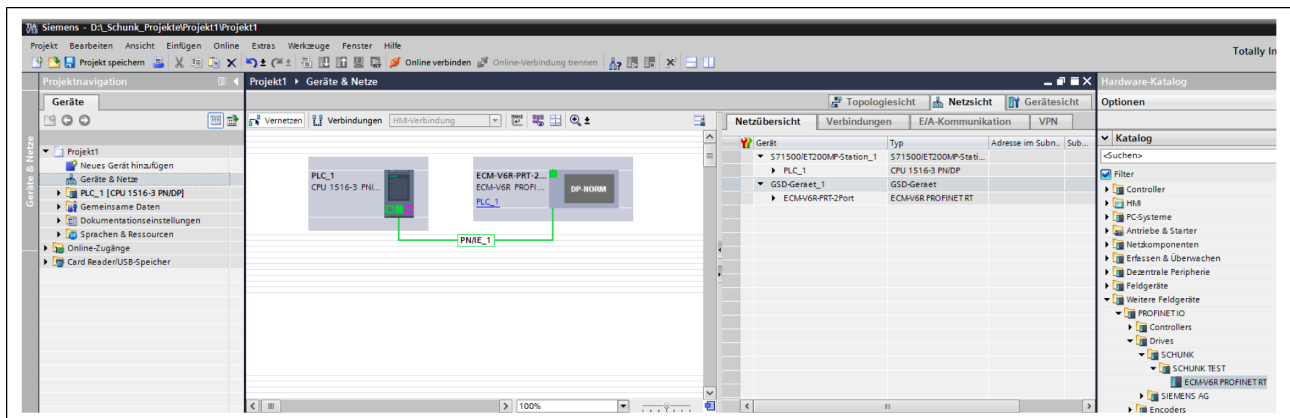 Siemens - D:\_Schunk_Projekte\Projekt1\Projekt1
Projekt Bearbeiten Ansicht Einfügen Online Extras Werkzeuge Fenster Hilfe
Totally In
Projekt speichern Online verbinden Online-Verbindung trennen
Projektnavigation
Geräte
Geräte & Netze
Projekt1
Neues Gerät hinzufügen
Geräte & Netze
PLC_1 [CPU 1516-3 PN/DP]
Gemeinsame Daten
Dokumentationseinstellungen
Sprachen & Ressourcen
Online-Zugänge
Card Reader/USB-Speicher
Projekt1 Geräte & Netze
Topologiesicht Netzsicht Gerätesicht
Vernetzen Verbindungen HMI-Verbindung
PLC_1
CPU 1516-3 PN/...
ECM-V6R-PRT-2...
ECM-V6R PROFI...
PLC_1
DP-NORM
PN/IE_1
100%
Netzübersicht Verbindungen E/A-Kommunikation VPN
Gerät Typ Adresse im Subn... Sub...
S71500/ET200MP-Station_1 S71500/ET200MP-Stati...
PLC_1 CPU 1516-3 PN/DP
GSD-Geraet_1 GSD-Geraet
ECM-V6R-PRT-2Port ECM-V6R PROFINET RT
Hardware-Katalog
Optionen
Katalog
<Suchen>
Filter
Controller
HMI
PC-Systeme
Antriebe & Starter
Netzkomponenten
Erfassen & Überwachen
Dezentrale Peripherie
Feldgeräte
Weitere Feldgeräte
PROFINET IO
Controllers
Drives
SCHUNK
SCHUNK TEST
ECM-V6R PROFINET RT
SIEMENS AG
Encoders